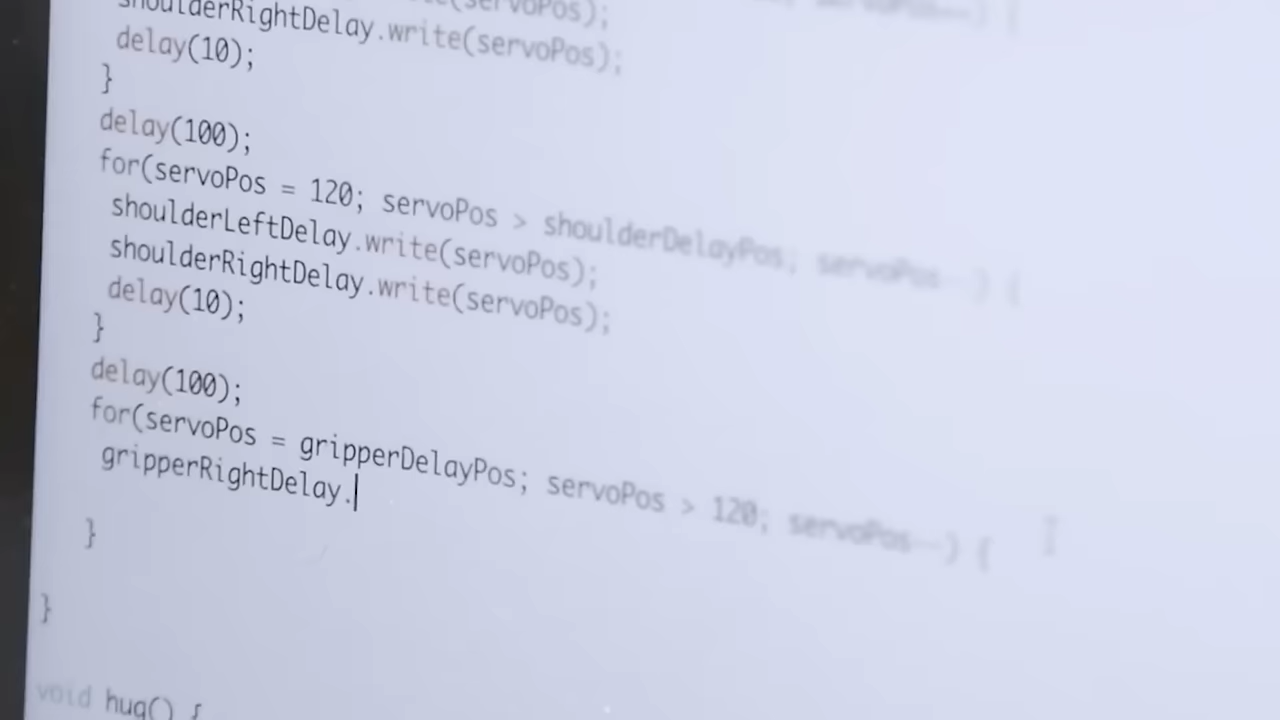 shoulderRightDelay.write(servoPos);
delay(10);
}
delay(100);
for(servoPos = 120; servoPos > shoulderDelayPos; servoPos--) {
shoulderLeftDelay.write(servoPos);
shoulderRightDelay.write(servoPos);
delay(10);
}
delay(100);
for(servoPos = gripperDelayPos; servoPos > 120; servoPos--) {
gripperRightDelay.
}
}
void hug() {